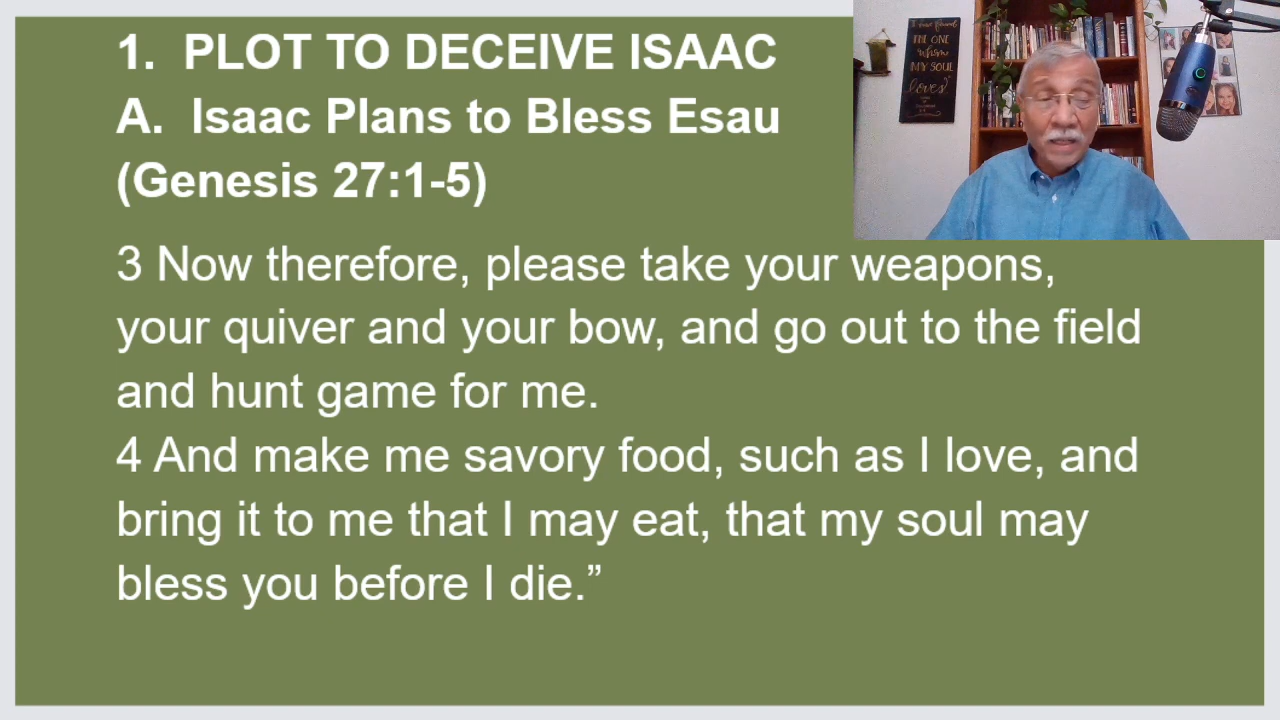 1. PLOT TO DECEIVE ISAAC
A. Isaac Plans to Bless Esau
(Genesis 27:1-5)
3 Now therefore, please take your weapons,
your quiver and your bow, and go out to the field
and hunt game for me.
4 And make me savory food, such as I love, and
bring it to me that I may eat, that my soul may
bless you before I die.”
I have found
THE ONE
whom
MY SOUL
loves